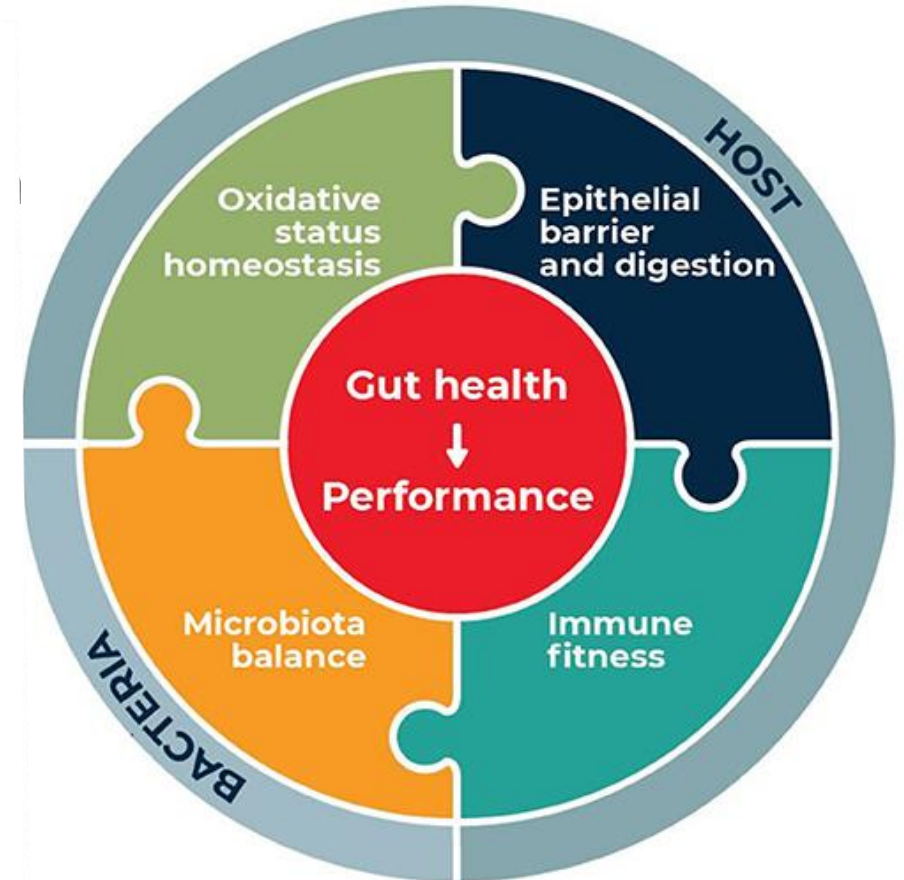 HOST
Oxidative
status
homeostasis
Epithelial
barrier
and digestion
Gut health
Performance
Microbiota
balance
Immune
fitness
BACTERIA